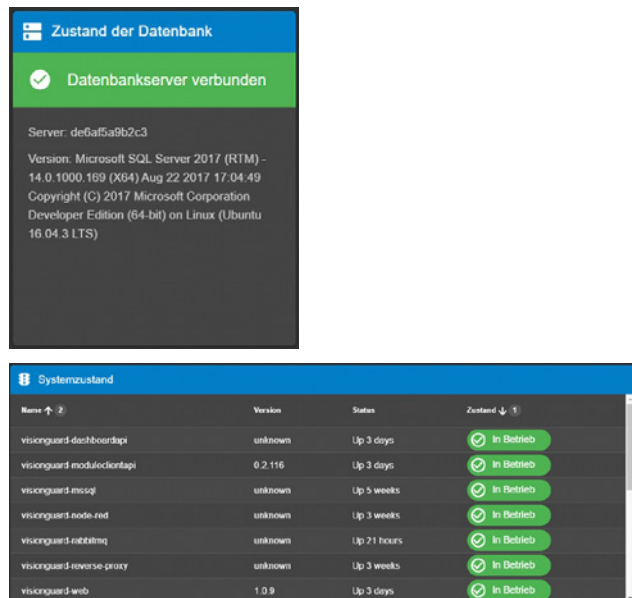 Zustand der Datenbank
Datenbankserver verbunden
Server: de6af5a9b2c3
Version: Microsoft SQL Server 2017 (RTM) -
14.0.1000.169 (X64) Aug 22 2017 17:04:49
Copyright (C) 2017 Microsoft Corporation
Developer Edition (64-bit) on Linux (Ubuntu
16.04.3 LTS)
Systemzustand
Name 2 Version Status Zustand 1
visionguard-dashboardapi unknown Up 3 days In Betrieb
visionguard-moduleclientapi 0.2.116 Up 3 days In Betrieb
visionguard-mssql unknown Up 5 weeks In Betrieb
visionguard-node-red unknown Up 3 weeks In Betrieb
visionguard-rabbitmq unknown Up 21 hours In Betrieb
visionguard-reverse-proxy unknown Up 3 weeks In Betrieb
visionguard-web 1.0.9 Up 3 days In Betrieb